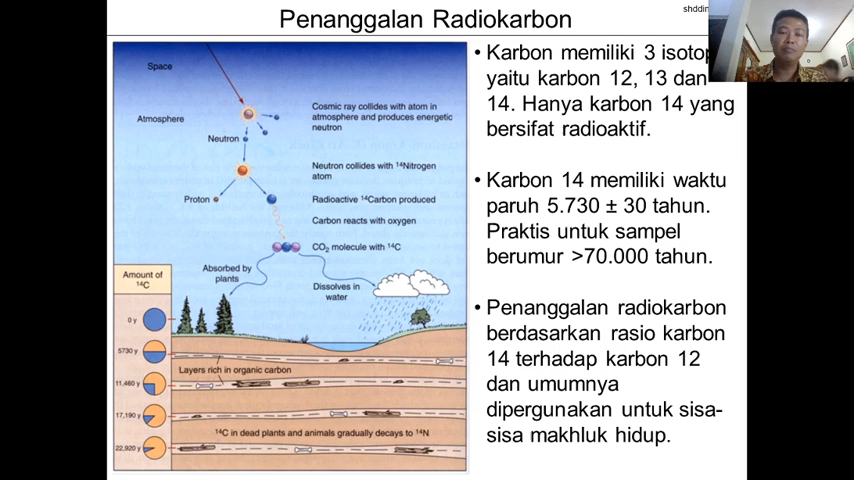 Penanggalan Radiokarbon
shddin
Space
Atmosphere
Cosmic ray collides with atom in
atmosphere and produces energetic
neutron
Neutron
Neutron collides with ¹⁴Nitrogen
atom
Proton
Radioactive ¹⁴Carbon produced
Carbon reacts with oxygen
CO₂ molecule with ¹⁴C
Absorbed by
plants
Dissolves in
water
Amount of
¹⁴C
0 y
5730 y
11,460 y
17,190 y
22,920 y
Layers rich in organic carbon
¹⁴C in dead plants and animals gradually decays to ¹⁴N
• Karbon memiliki 3 isotop
yaitu karbon 12, 13 dan
14. Hanya karbon 14 yang
bersifat radioaktif.
• Karbon 14 memiliki waktu
paruh 5.730 ± 30 tahun.
Praktis untuk sampel
berumur >70.000 tahun.
• Penanggalan radiokarbon
berdasarkan rasio karbon
14 terhadap karbon 12
dan umumnya
dipergunakan untuk sisa-
sisa makhluk hidup.